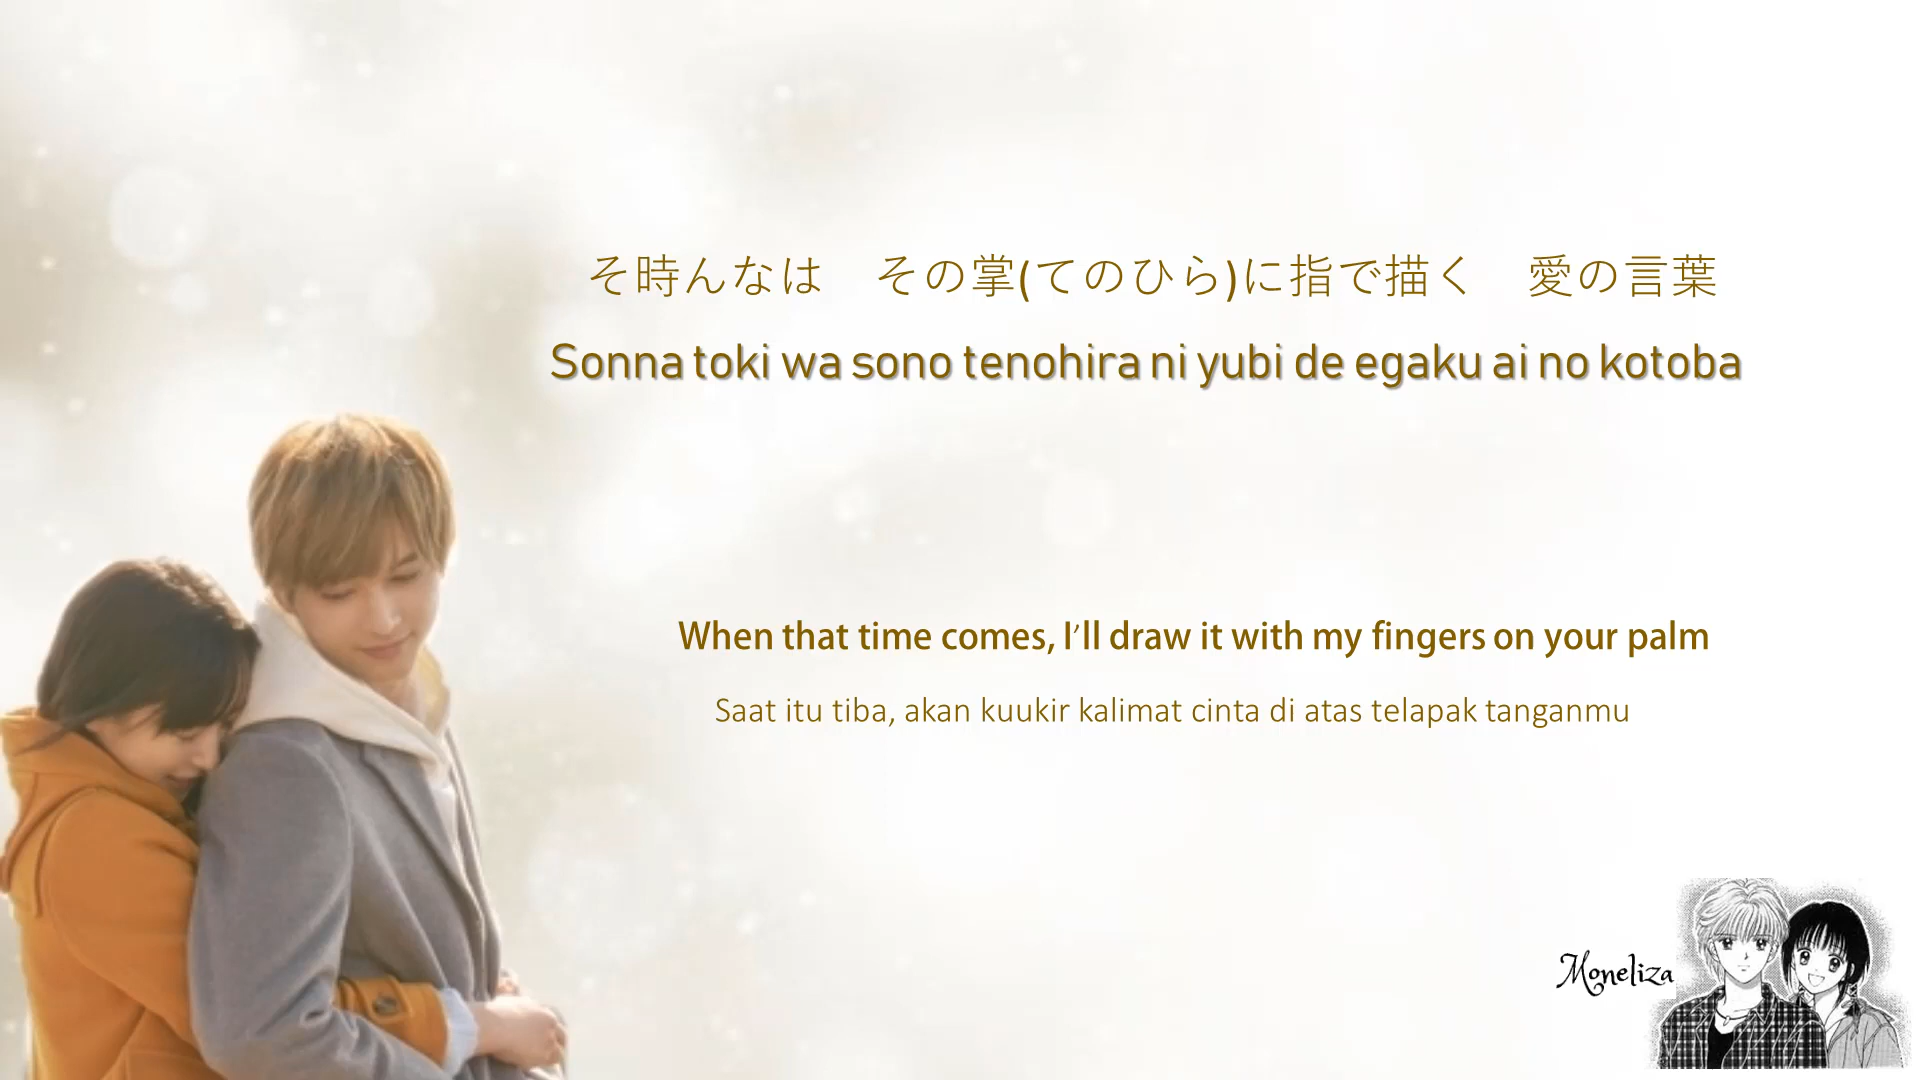 そ時んなは　その掌(てのひら)に指で描く　愛の言葉
Sonna toki wa sono tenohira ni yubi de egaku ai no kotoba
When that time comes, I’ll draw it with my fingers on your palm
Saat itu tiba, akan kuukir kalimat cinta di atas telapak tanganmu
Moneliza